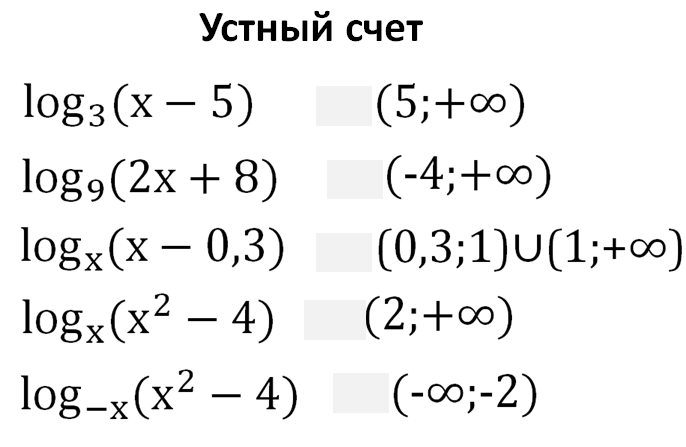 Устный счет
log₃(x − 5) (5;+∞)
log₉(2x + 8) (-4;+∞)
logₓ(x − 0,3) (0,3;1)∪(1;+∞)
logₓ(x² − 4) (2;+∞)
log₋ₓ(x² − 4) (-∞;-2)